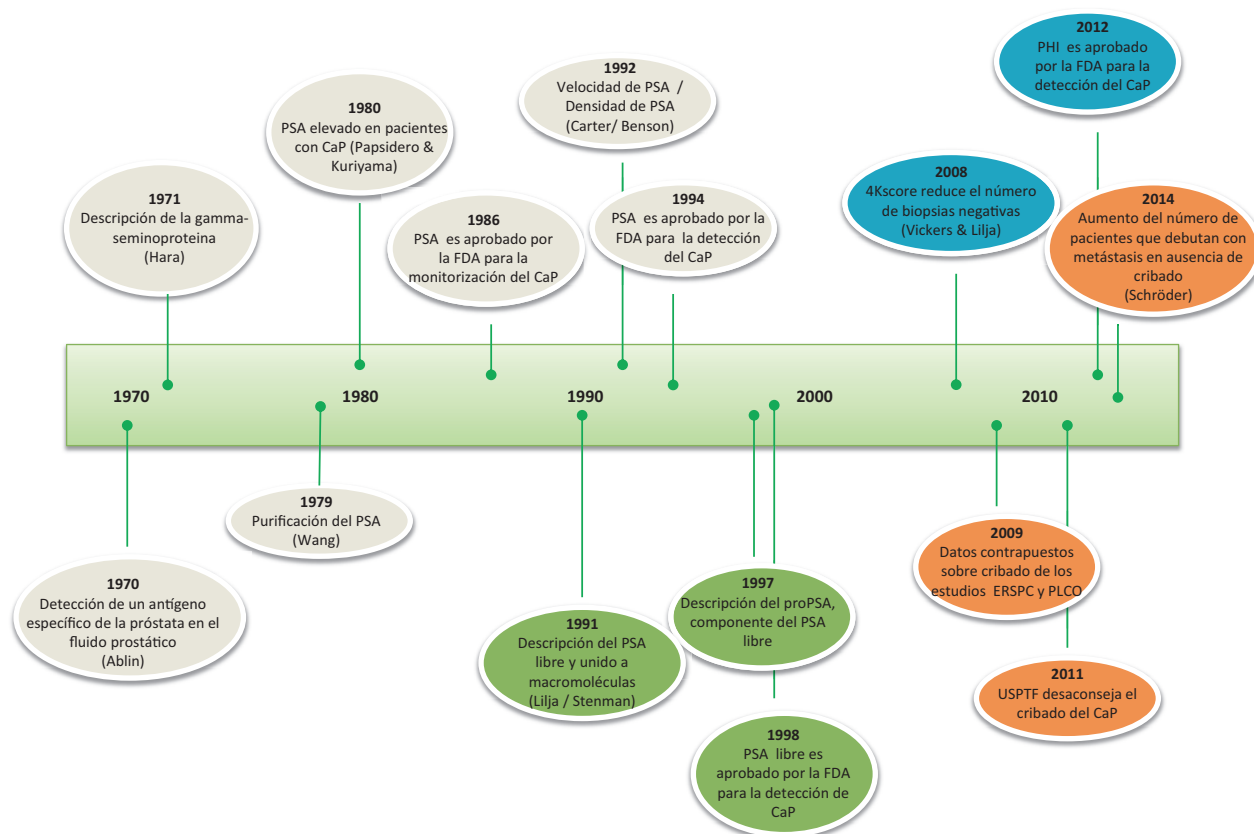 2012
PHI es aprobado
por la FDA para la
detección del CaP
1992
Velocidad de PSA /
Densidad de PSA
(Carter/ Benson)
1980
PSA elevado en pacientes
con CaP (Papsidero &
Kuriyama)
2008
4Kscore reduce el número
de biopsias negativas
(Vickers & Lilja)
2014
Aumento del número de
pacientes que debutan con
metástasis en ausencia de
cribado
(Schröder)
1971
Descripción de la gamma-
seminoproteina
(Hara)
1986
PSA es aprobado por
la FDA para la
monitorización del CaP
1994
PSA es aprobado por la
FDA para la detección
del CaP
1970 1980 1990 2000 2010
1979
Purificación del PSA
(Wang)
1970
Detección de un antígeno
específico de la próstata en el
fluido prostático
(Ablin)
1991
Descripción del PSA
libre y unido a
macromoléculas
(Lilja / Stenman)
1997
Descripción del proPSA,
componente del PSA
libre
1998
PSA libre es
aprobado por la FDA
para la detección de
CaP
2009
Datos contrapuestos
sobre cribado de los
estudios ERSPC y PLCO
2011
USPTF desaconseja el
cribado del CaP